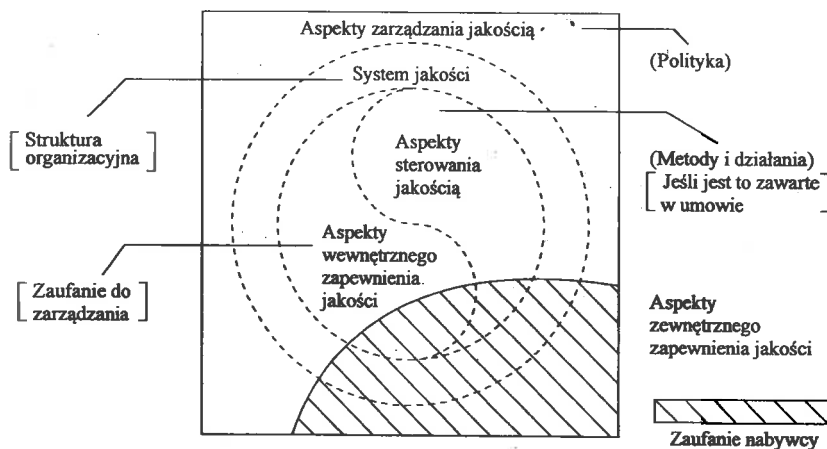 Aspekty zarządzania jakością
(Polityka)
System jakości
[ Struktura
organizacyjna ]
Aspekty
sterowania
jakością
(Metody i działania)
[ Jeśli jest to zawarte
w umowie ]
Aspekty
wewnętrznego
zapewnienia
jakości
[ Zaufanie do
zarządzania ]
Aspekty
zewnętrznego
zapewnienia jakości
Zaufanie nabywcy